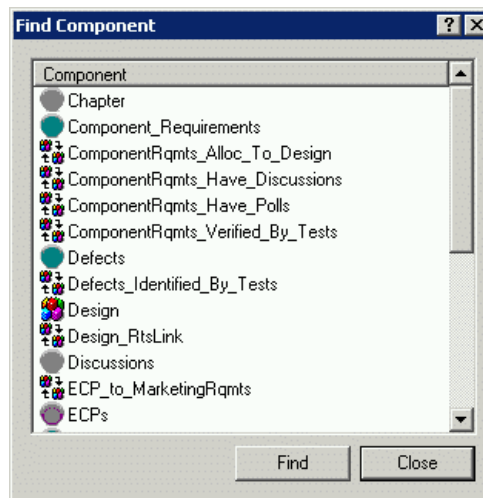 Find Component
Component
Chapter
Component_Requirements
ComponentRqmts_Alloc_To_Design
ComponentRqmts_Have_Discussions
ComponentRqmts_Have_Polls
ComponentRqmts_Verified_By_Tests
Defects
Defects_Identified_By_Tests
Design
Design_RtsLink
Discussions
ECP_to_MarketingRqmts
ECPs
Find Close